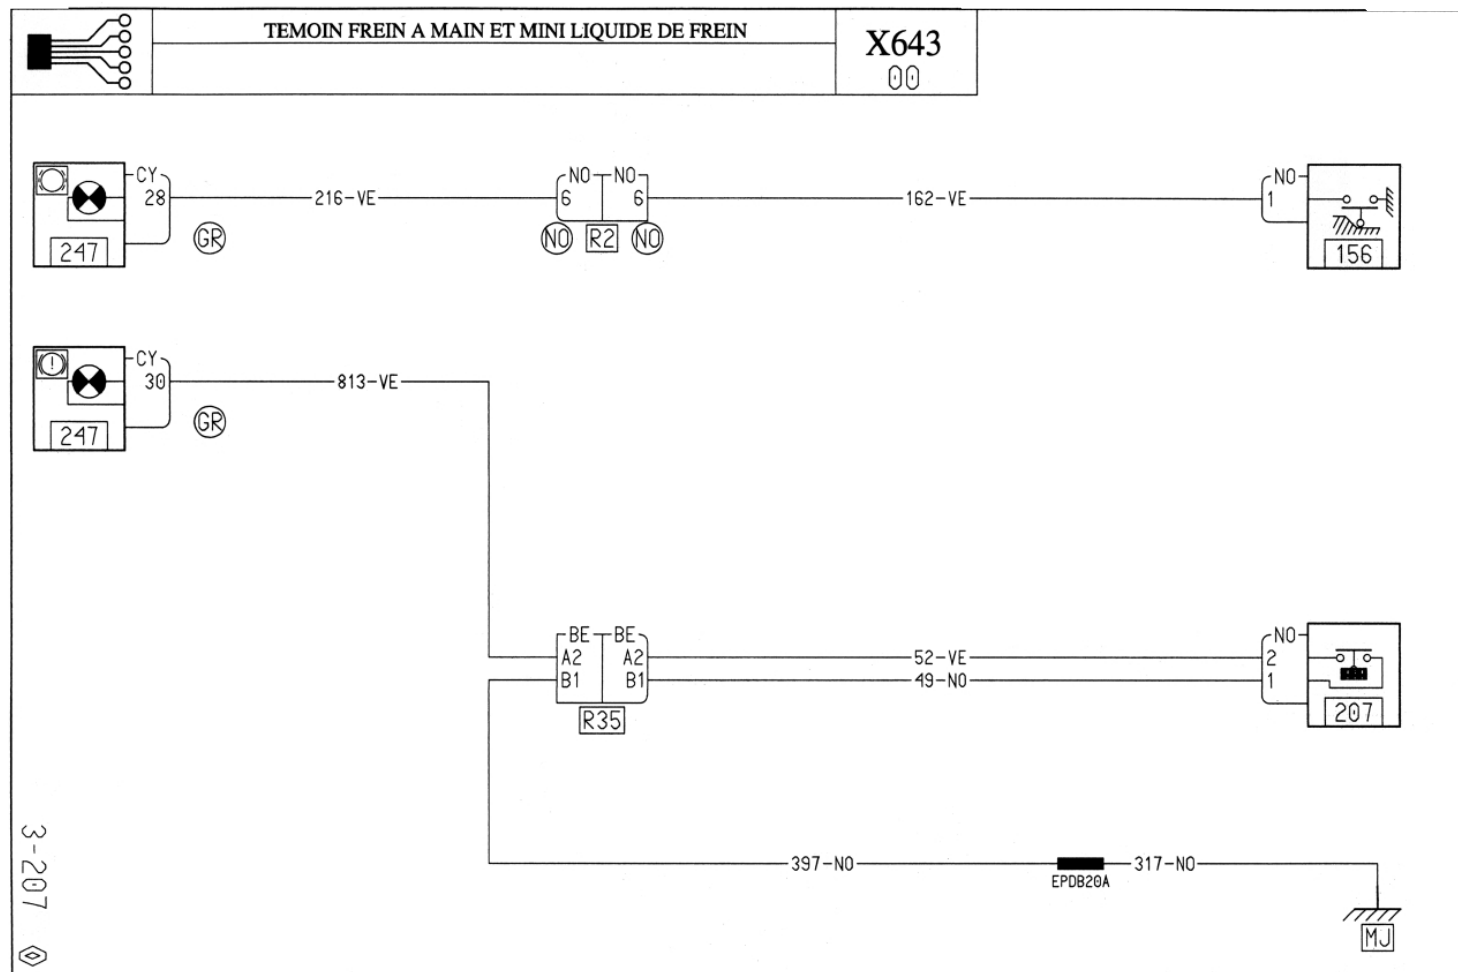 TEMOIN FREIN A MAIN ET MINI LIQUIDE DE FREIN
X643
00
CY
28
216-VE
NO NO
6 6
162-VE
NO
1
247
GR
NO R2 NO
156
CY
30
813-VE
247
GR
BE BE
A2 A2
B1 B1
R35
52-VE
49-NO
NO
2
1
207
397-NO
EPDB20A
317-NO
MJ
3-207